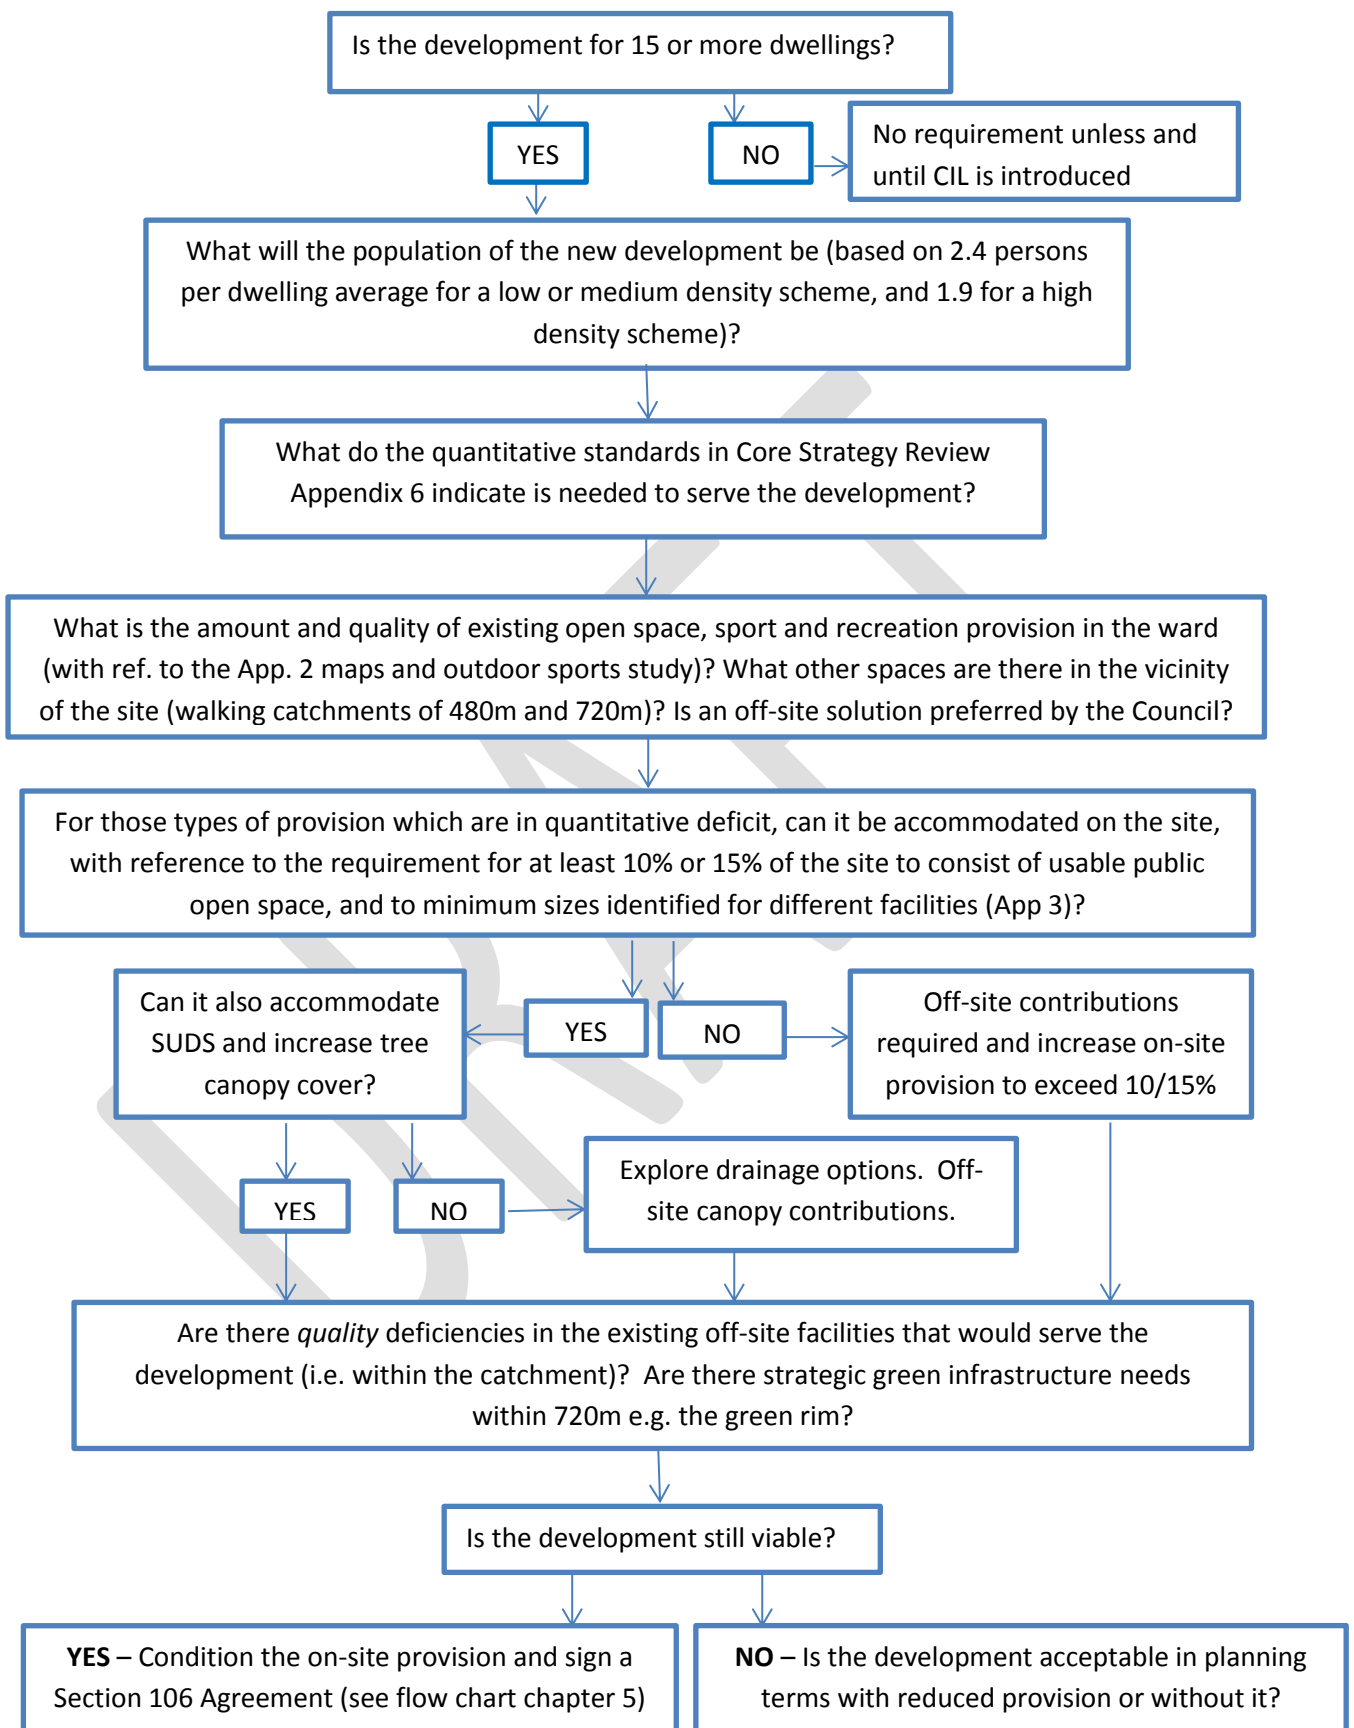 Is the development for 15 or more dwellings?
YES
NO
No requirement unless and
until CIL is introduced
What will the population of the new development be (based on 2.4 persons
per dwelling average for a low or medium density scheme, and 1.9 for a high
density scheme)?
What do the quantitative standards in Core Strategy Review
Appendix 6 indicate is needed to serve the development?
What is the amount and quality of existing open space, sport and recreation provision in the ward
(with ref. to the App. 2 maps and outdoor sports study)? What other spaces are there in the vicinity
of the site (walking catchments of 480m and 720m)? Is an off-site solution preferred by the Council?
For those types of provision which are in quantitative deficit, can it be accommodated on the site,
with reference to the requirement for at least 10% or 15% of the site to consist of usable public
open space, and to minimum sizes identified for different facilities (App 3)?
Can it also accommodate
SUDS and increase tree
canopy cover?
YES
NO
Off-site contributions
required and increase on-site
provision to exceed 10/15%
YES
NO
Explore drainage options.  Off-
site canopy contributions.
Are there quality deficiencies in the existing off-site facilities that would serve the
development (i.e. within the catchment)?  Are there strategic green infrastructure needs
within 720m e.g. the green rim?
Is the development still viable?
YES – Condition the on-site provision and sign a
Section 106 Agreement (see flow chart chapter 5)
NO – Is the development acceptable in planning
terms with reduced provision or without it?
DRAFT